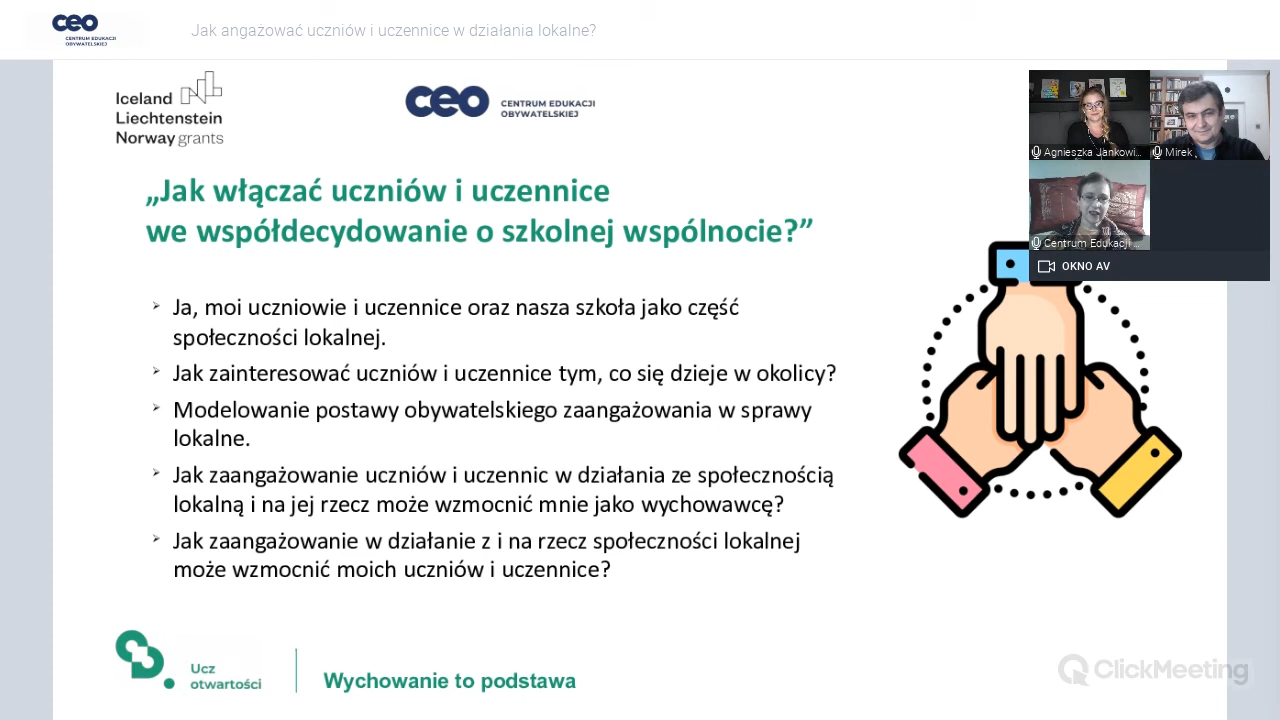 ceo
CENTRUM EDUKACJI
OBYWATELSKIEJ
Jak angażować uczniów i uczennice w działania lokalne?
Iceland
Liechtenstein
Norway grants
ceo
CENTRUM EDUKACJI
OBYWATELSKIEJ
Agnieszka Jankowi...
Mirek
Centrum Edukacji ...
OKNO AV
„Jak włączać uczniów i uczennice
we współdecydowanie o szkolnej wspólnocie?”
Ja, moi uczniowie i uczennice oraz nasza szkoła jako część
społeczności lokalnej.
Jak zainteresować uczniów i uczennice tym, co się dzieje w okolicy?
Modelowanie postawy obywatelskiego zaangażowania w sprawy
lokalne.
Jak zaangażowanie uczniów i uczennic w działania ze społecznością
lokalną i na jej rzecz może wzmocnić mnie jako wychowawcę?
Jak zaangażowanie w działanie z i na rzecz społeczności lokalnej
może wzmocnić moich uczniów i uczennice?
Ucz
otwartości
Wychowanie to podstawa
ClickMeeting